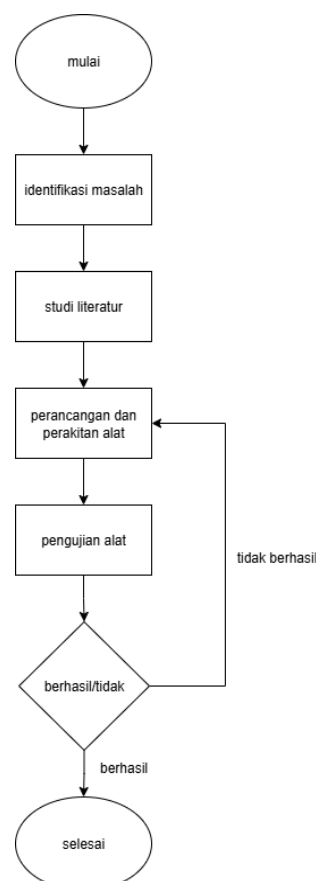 mulai
identifikasi masalah
studi literatur
perancangan dan
perakitan alat
pengujian alat
tidak berhasil
berhasil/tidak
berhasil
selesai